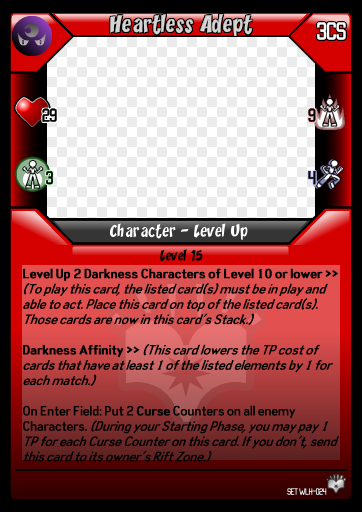 Heartless Adept
3CS
29
9
3
4
Character - Level Up
Level 15
Level Up 2 Darkness Characters of Level 10 or lower >>
(To play this card, the listed card(s) must be in play and
able to act. Place this card on top of the listed card(s).
Those cards are now in this card's Stack.)
Darkness Affinity >> (This card lowers the TP cost of
cards that have at least 1 of the listed elements by 1 for
each match.)
On Enter Field: Put 2 Curse Counters on all enemy
Characters. (During your Starting Phase, you may pay 1
TP for each Curse Counter on this card. If you don't, send
this card to its owner's Rift Zone.)
SET WLH-024